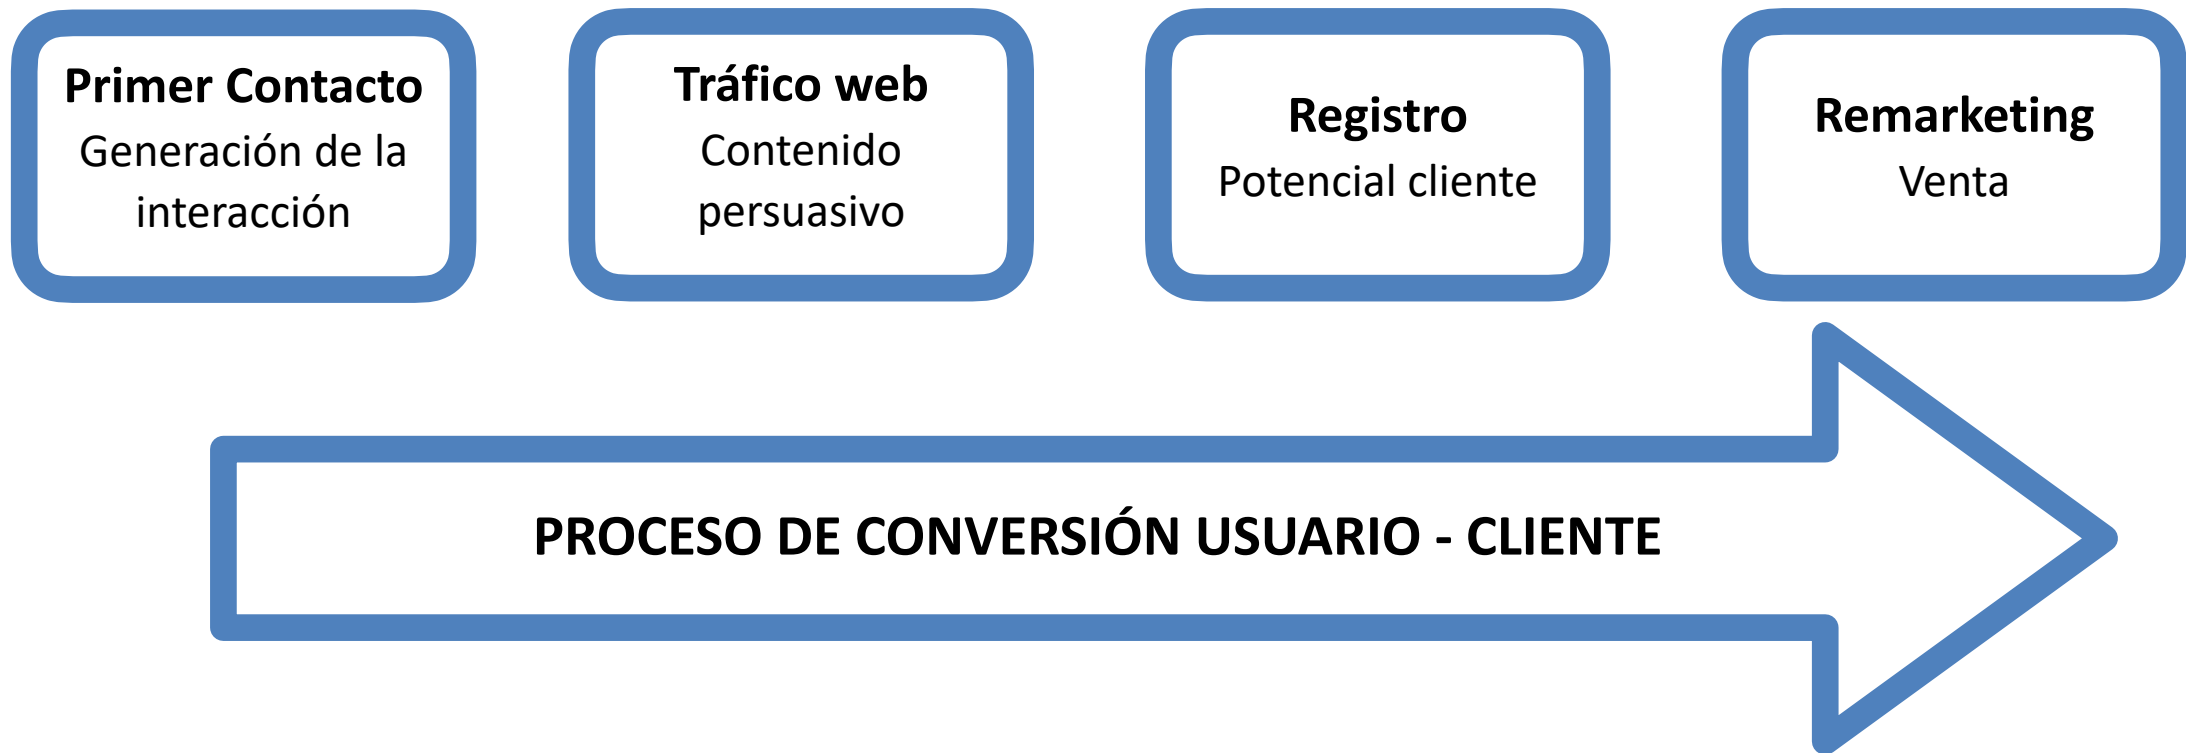 Primer Contacto
Generación de la
interacción
Tráfico web
Contenido
persuasivo
Registro
Potencial cliente
Remarketing
Venta
PROCESO DE CONVERSIÓN USUARIO - CLIENTE